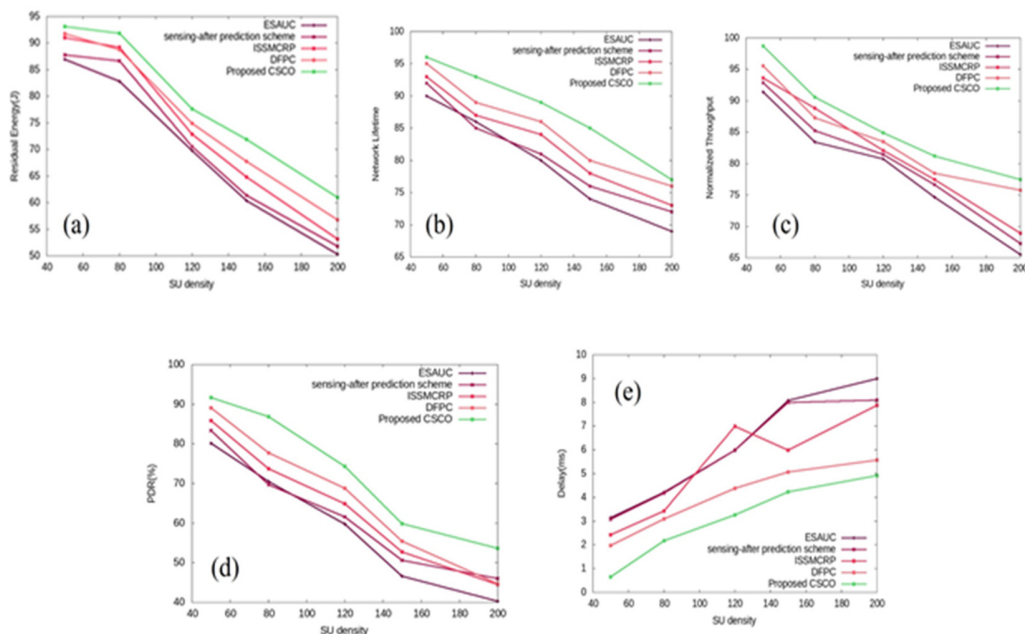 ESAUC
sensing-after prediction scheme
ISSMCRP
DFPC
Proposed CSCO
95
90
85
80
75
70
65
60
55
50
Residual Energy(J)
(a)
40 60 80 100 120 140 160 180 200
SU density
ESAUC
sensing-after prediction scheme
ISSMCRP
DFPC
Proposed CSCO
100
95
90
85
80
75
70
65
Network Lifetime
(b)
40 60 80 100 120 140 160 180 200
SU density
ESAUC
sensing-after prediction scheme
ISSMCRP
DFPC
Proposed CSCO
100
95
90
85
80
75
70
65
Normalized Throughput
(c)
40 60 80 100 120 140 160 180 200
SU density
ESAUC
sensing-after prediction scheme
ISSMCRP
DFPC
Proposed CSCO
100
90
80
70
60
50
40
PDR(%)
(d)
40 60 80 100 120 140 160 180 200
SU density
10
9
8
7
6
5
4
3
2
1
0
Delay(ms)
(e)
ESAUC
sensing-after prediction scheme
ISSMCRP
DFPC
Proposed CSCO
40 60 80 100 120 140 160 180 200
SU density